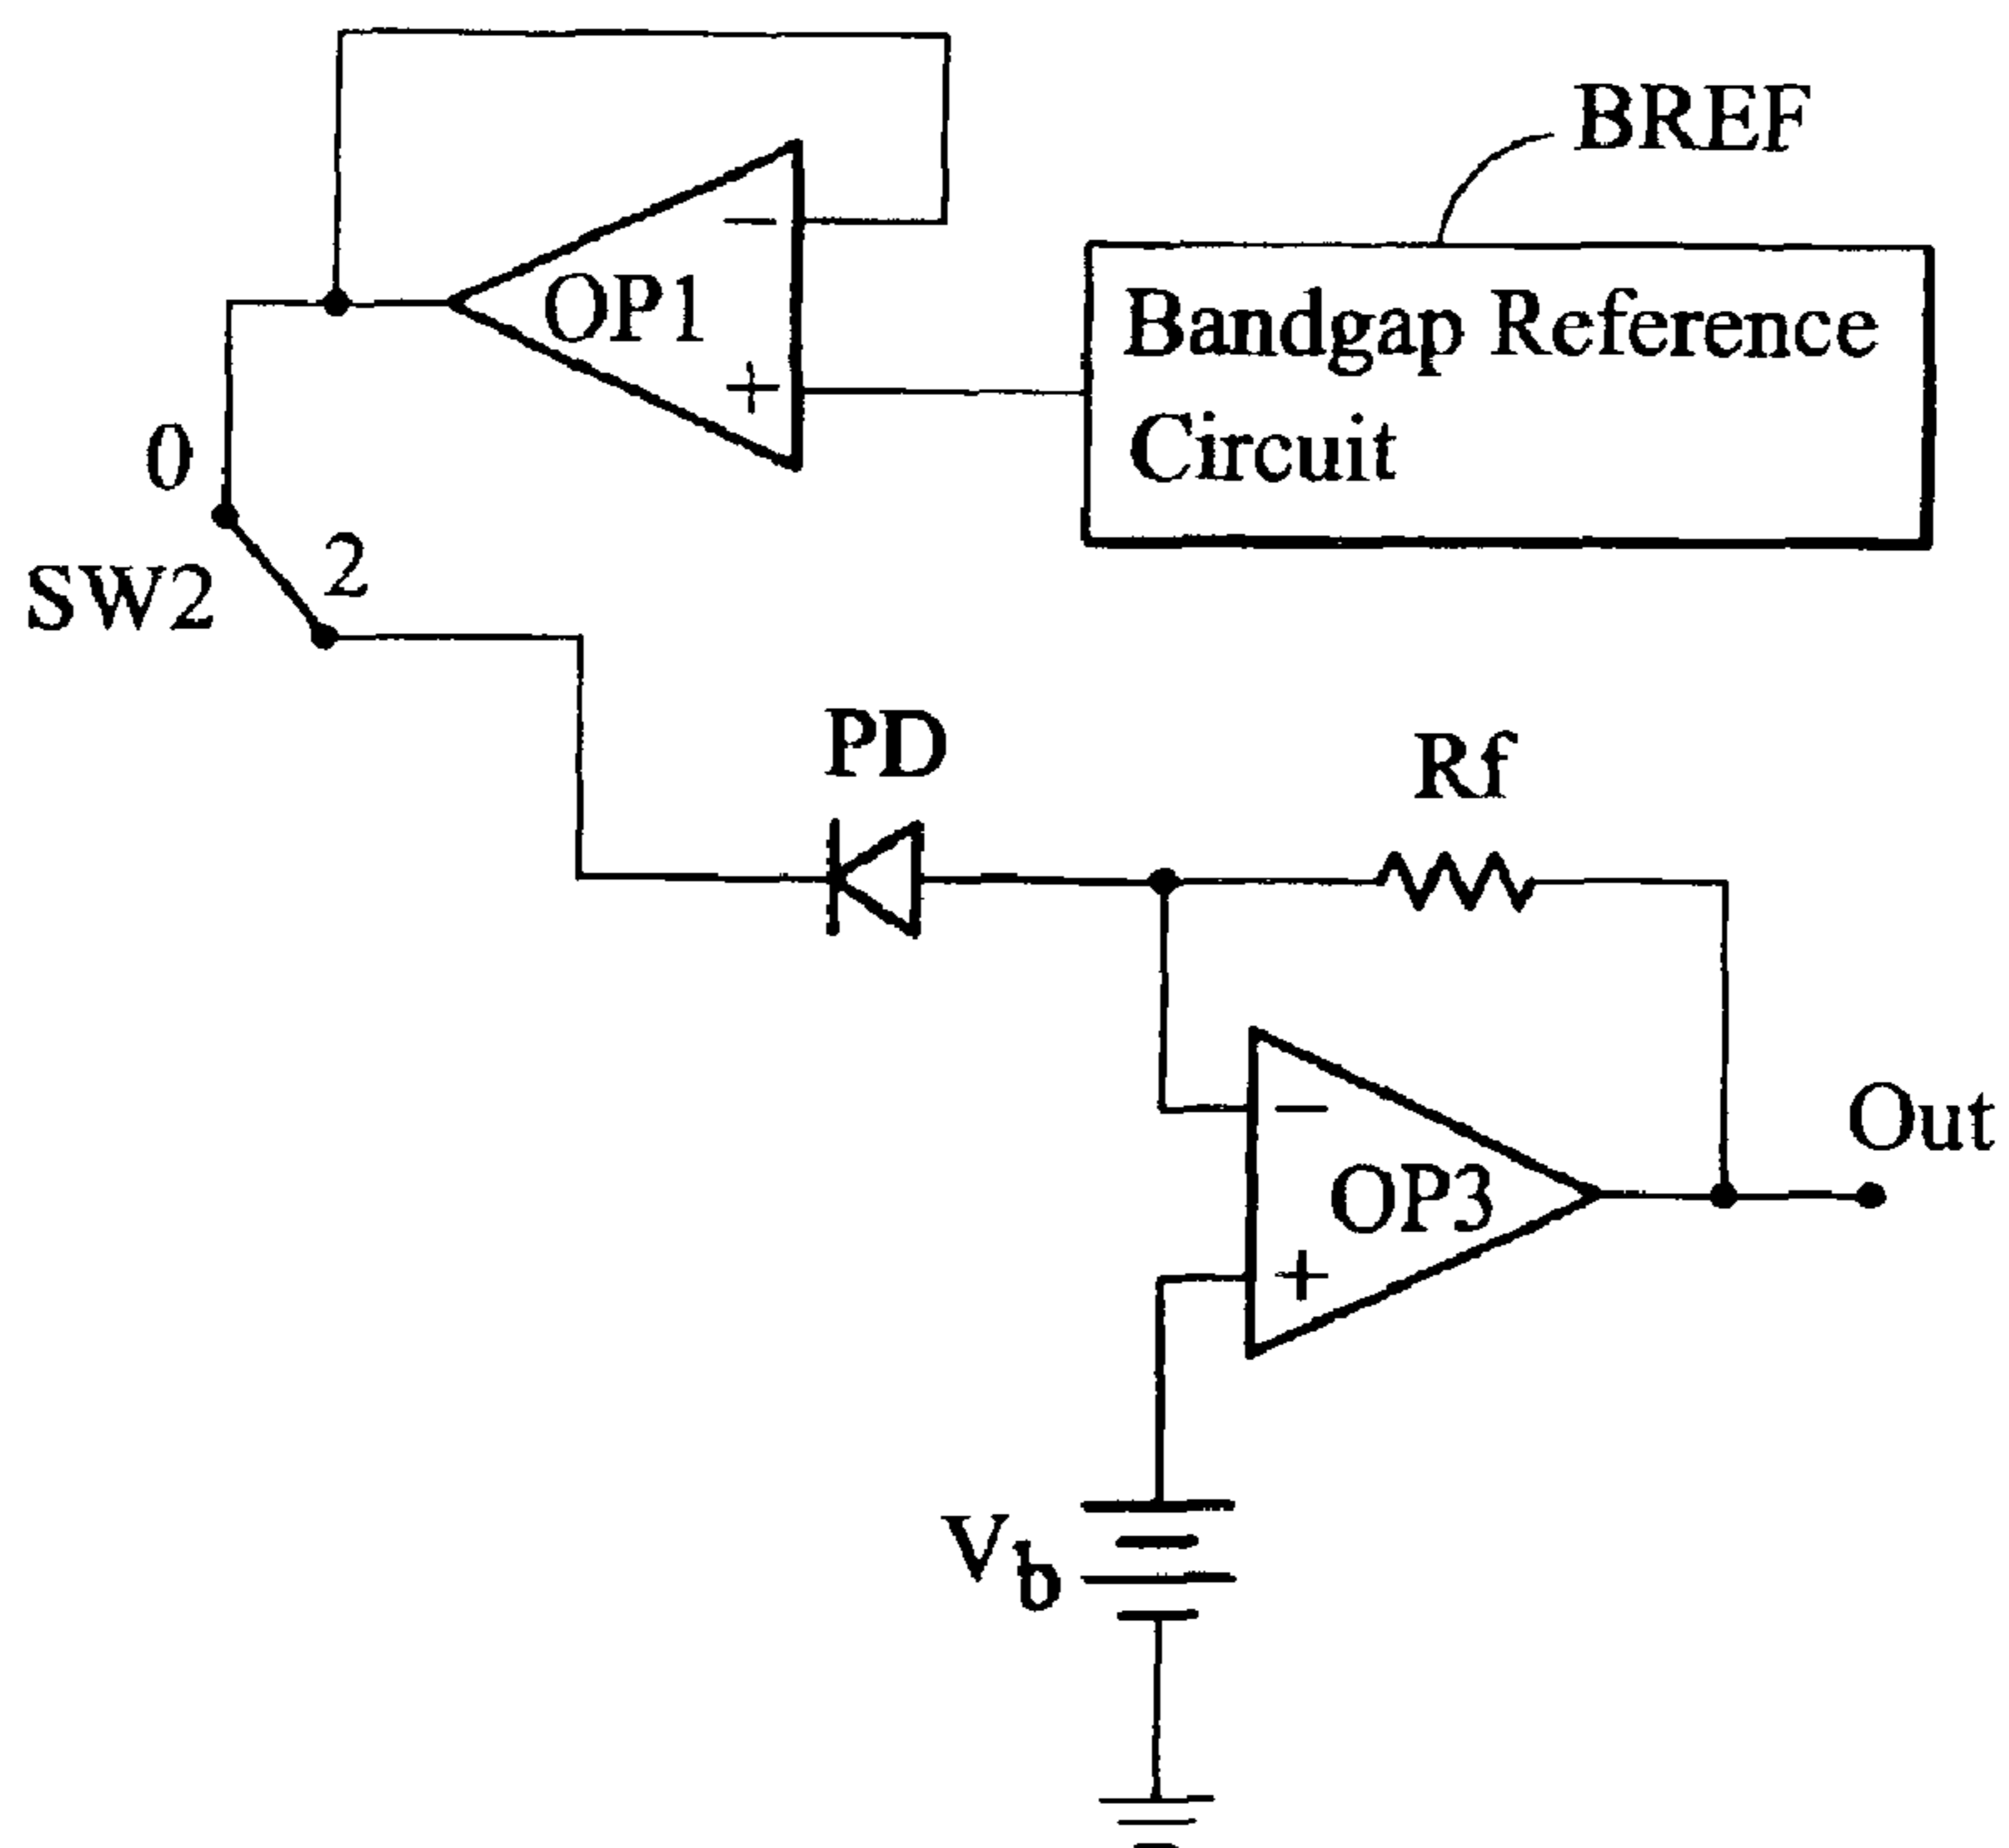 BREF
−
OP1
+
Bandgap Reference
Circuit
0
2
SW2
PD
Rf
−
OP3
+
Out
Vb